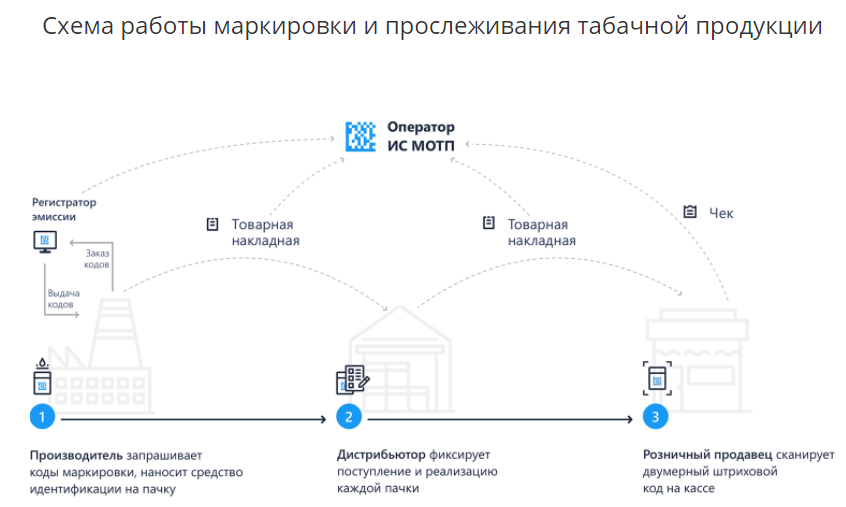 Схема работы маркировки и прослеживания табачной продукции
Оператор
ИС МОТП
Регистратор
эмиссии
Заказ
кодов
Выдача
кодов
Товарная
накладная
Товарная
накладная
Чек
1
2
3
Производитель запрашивает
коды маркировки, наносит средство
идентификации на пачку
Дистрибьютор фиксирует
поступление и реализацию
каждой пачки
Розничный продавец сканирует
двумерный штриховой
код на кассе